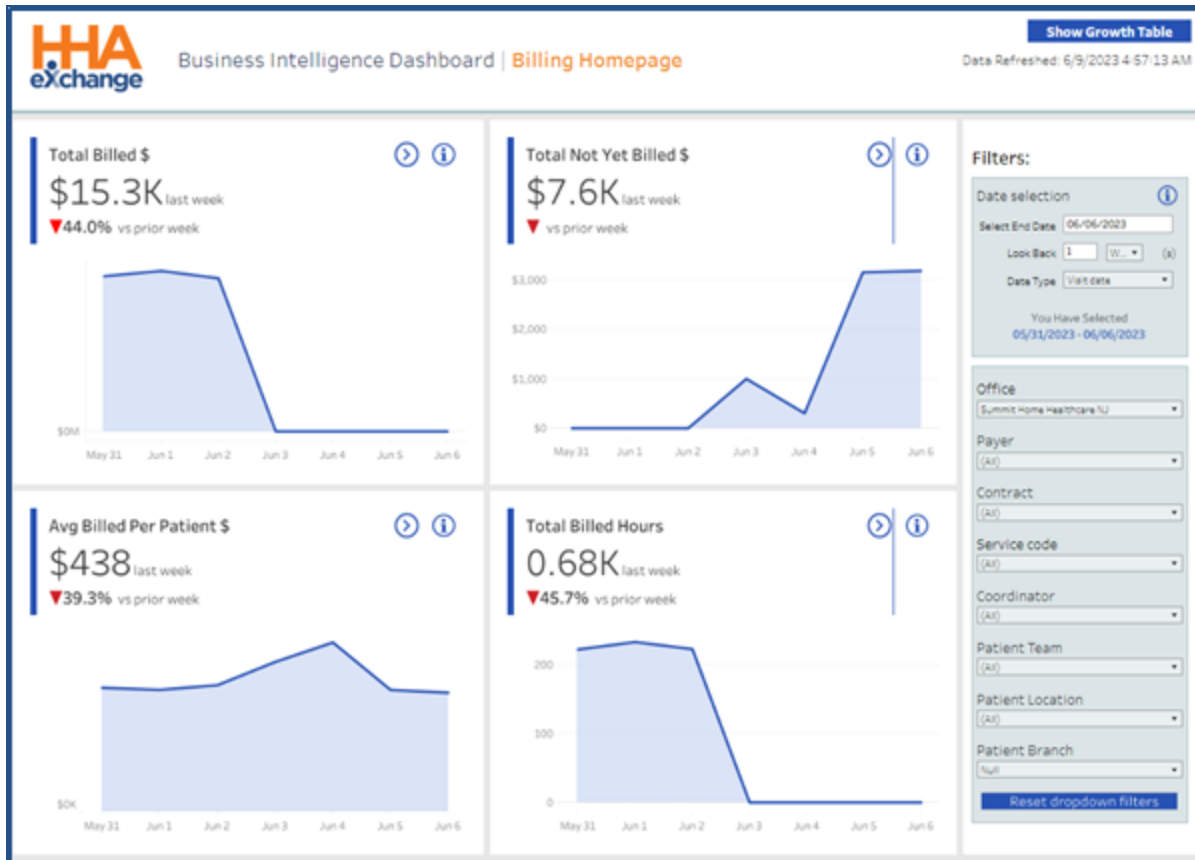 HHA
eXchange
Business Intelligence Dashboard | Billing Homepage
Show Growth Table
Data Refreshed: 6/9/2023 4:57:13 AM
Total Billed $
$15.3K last week
▼44.0% vs prior week
$0M
May 31 Jun 1 Jun 2 Jun 3 Jun 4 Jun 5 Jun 6
Total Not Yet Billed $
$7.6K last week
▼ vs prior week
$3,000
$2,000
$1,000
$0
May 31 Jun 1 Jun 2 Jun 3 Jun 4 Jun 5 Jun 6
Avg Billed Per Patient $
$438 last week
▼39.3% vs prior week
$0K
May 31 Jun 1 Jun 2 Jun 3 Jun 4 Jun 5 Jun 6
Total Billed Hours
0.68K last week
▼45.7% vs prior week
200
100
0
May 31 Jun 1 Jun 2 Jun 3 Jun 4 Jun 5 Jun 6
Filters:
Date selection
Select End Date 06/06/2023
Look Back 1 W... (s)
Date Type Visit date
You Have Selected
05/31/2023 - 06/06/2023
Office
Summit Home Healthcare NJ
Payer
(All)
Contract
(All)
Service code
(All)
Coordinator
(All)
Patient Team
(All)
Patient Location
(All)
Patient Branch
Null
Reset dropdown filters